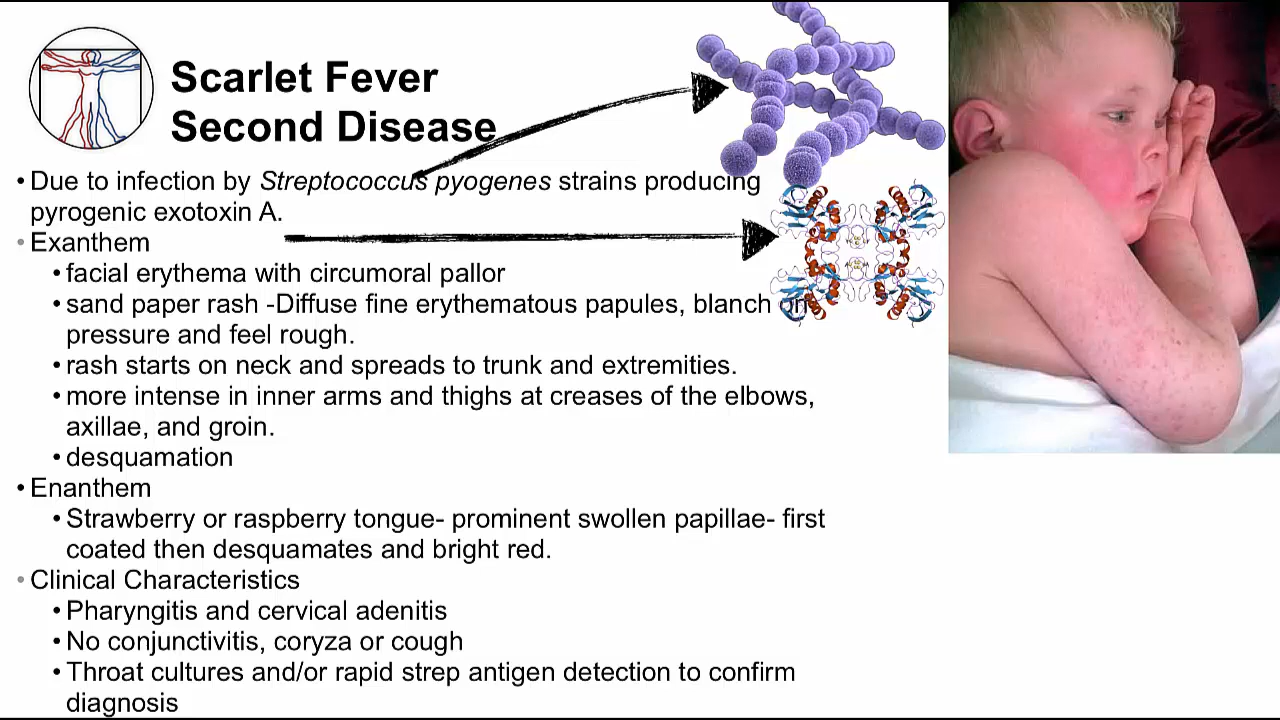 Scarlet Fever
Second Disease
• Due to infection by Streptococcus pyogenes strains producing
pyrogenic exotoxin A.
• Exanthem
• facial erythema with circumoral pallor
• sand paper rash -Diffuse fine erythematous papules, blanch on
pressure and feel rough.
• rash starts on neck and spreads to trunk and extremities.
• more intense in inner arms and thighs at creases of the elbows,
axillae, and groin.
• desquamation
• Enanthem
• Strawberry or raspberry tongue- prominent swollen papillae- first
coated then desquamates and bright red.
• Clinical Characteristics
• Pharyngitis and cervical adenitis
• No conjunctivitis, coryza or cough
• Throat cultures and/or rapid strep antigen detection to confirm
diagnosis